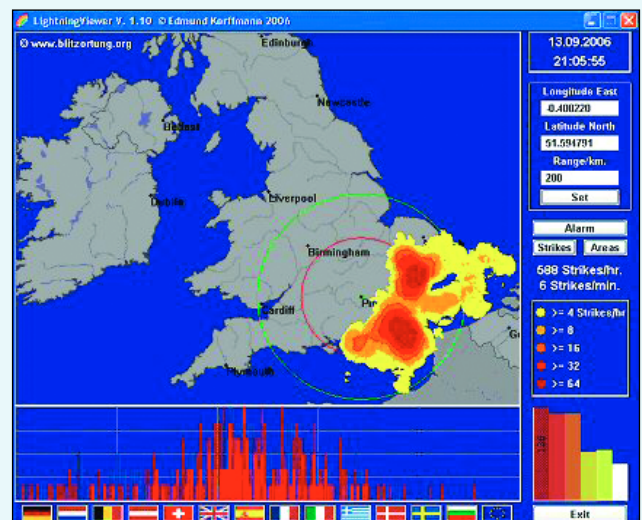 LightningViewer V. 1.10 © Edmund Korffmann 2006
© www.blitzortung.org
Edinburgh
Newcastle
Belfast
Dublin
Liverpool
Birmingham
Cardiff
Plymouth
13.09.2006
21:05:55
Longitude East
-0.400220
Latitude North
51.594791
Range/km.
200
Set
Alarm
Strikes Areas
588 Strikes/hr.
6 Strikes/min.
>= 4 Strikes/hr
>= 8
>= 16
>= 32
>= 64
Exit